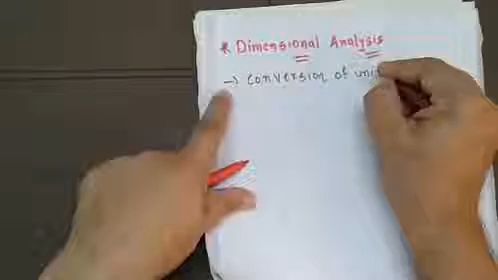 * Dimensional Analysis
→ Conversion of